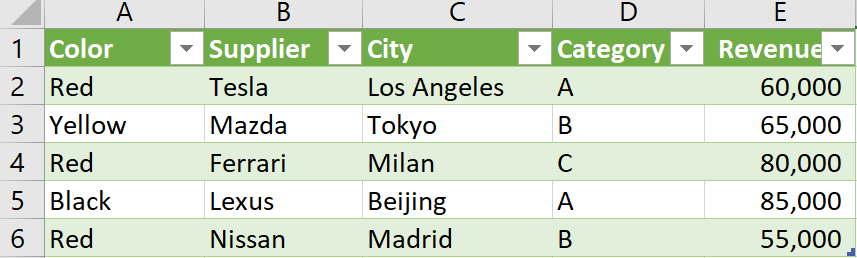 A B C D E
1 Color Supplier City Category Revenue
2 Red Tesla Los Angeles A 60,000
3 Yellow Mazda Tokyo B 65,000
4 Red Ferrari Milan C 80,000
5 Black Lexus Beijing A 85,000
6 Red Nissan Madrid B 55,000